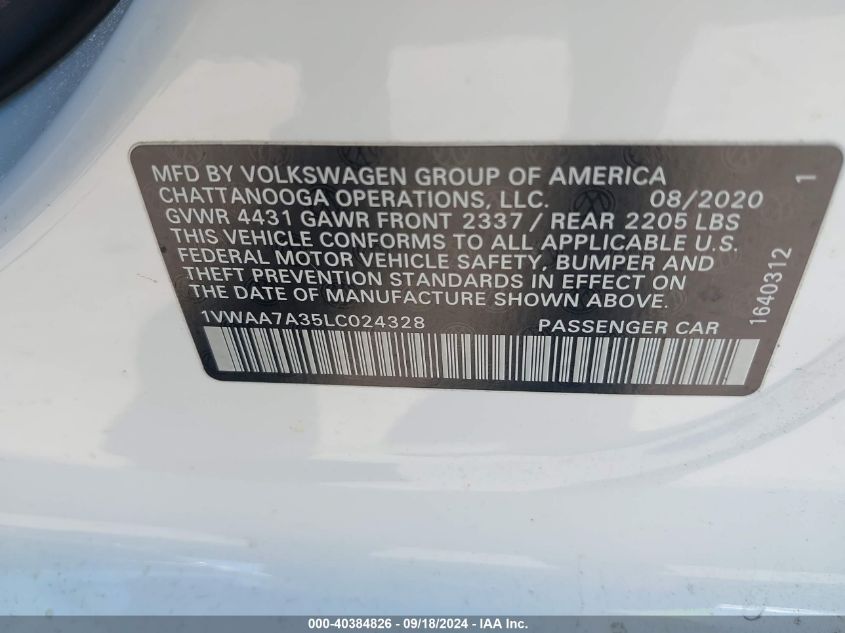 MFD BY VOLKSWAGEN GROUP OF AMERICA
CHATTANOOGA OPERATIONS, LLC. 08/2020
GVWR 4431 GAWR FRONT 2337 / REAR 2205 LBS
THIS VEHICLE CONFORMS TO ALL APPLICABLE U.S.
FEDERAL MOTOR VEHICLE SAFETY, BUMPER AND
THEFT PREVENTION STANDARDS IN EFFECT ON
THE DATE OF MANUFACTURE SHOWN ABOVE.
1VWAA7A35LC024328 PASSENGER CAR
1640312
1
000-40384826 - 09/18/2024 - IAA Inc.